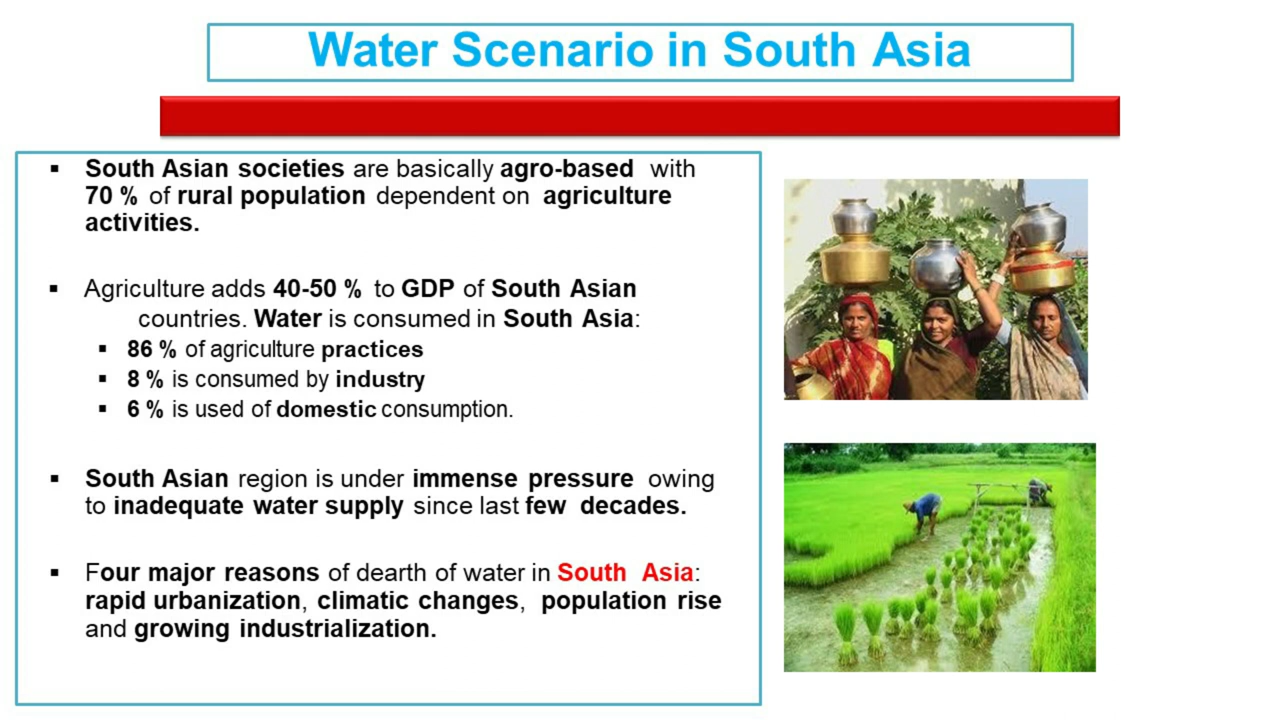 Water Scenario in South Asia
▪ South Asian societies are basically agro-based with
70 % of rural population dependent on agriculture
activities.
▪ Agriculture adds 40-50 % to GDP of South Asian
countries. Water is consumed in South Asia:
▪ 86 % of agriculture practices
▪ 8 % is consumed by industry
▪ 6 % is used of domestic consumption.
▪ South Asian region is under immense pressure owing
to inadequate water supply since last few decades.
▪ Four major reasons of dearth of water in South Asia:
rapid urbanization, climatic changes, population rise
and growing industrialization.